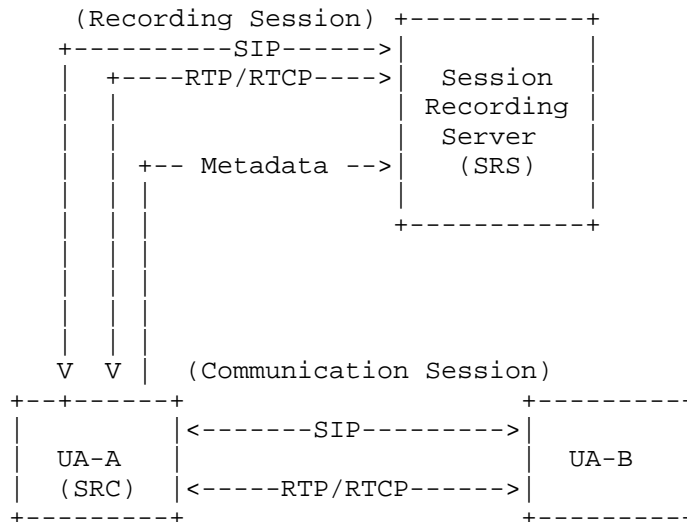 (Recording Session) +-----------+
+----------SIP------>| |
| +----RTP/RTCP---->| Session |
| | | Recording |
| | | Server |
| | +-- Metadata -->| (SRS) |
| | | | |
| | | +-----------+
| | |
| | |
| | |
| | |
V V | (Communication Session)
+--+------+ +----------
| |<-------SIP--------->|
| UA-A | | UA-B
| (SRC) |<-----RTP/RTCP------>|
+---------+ +----------